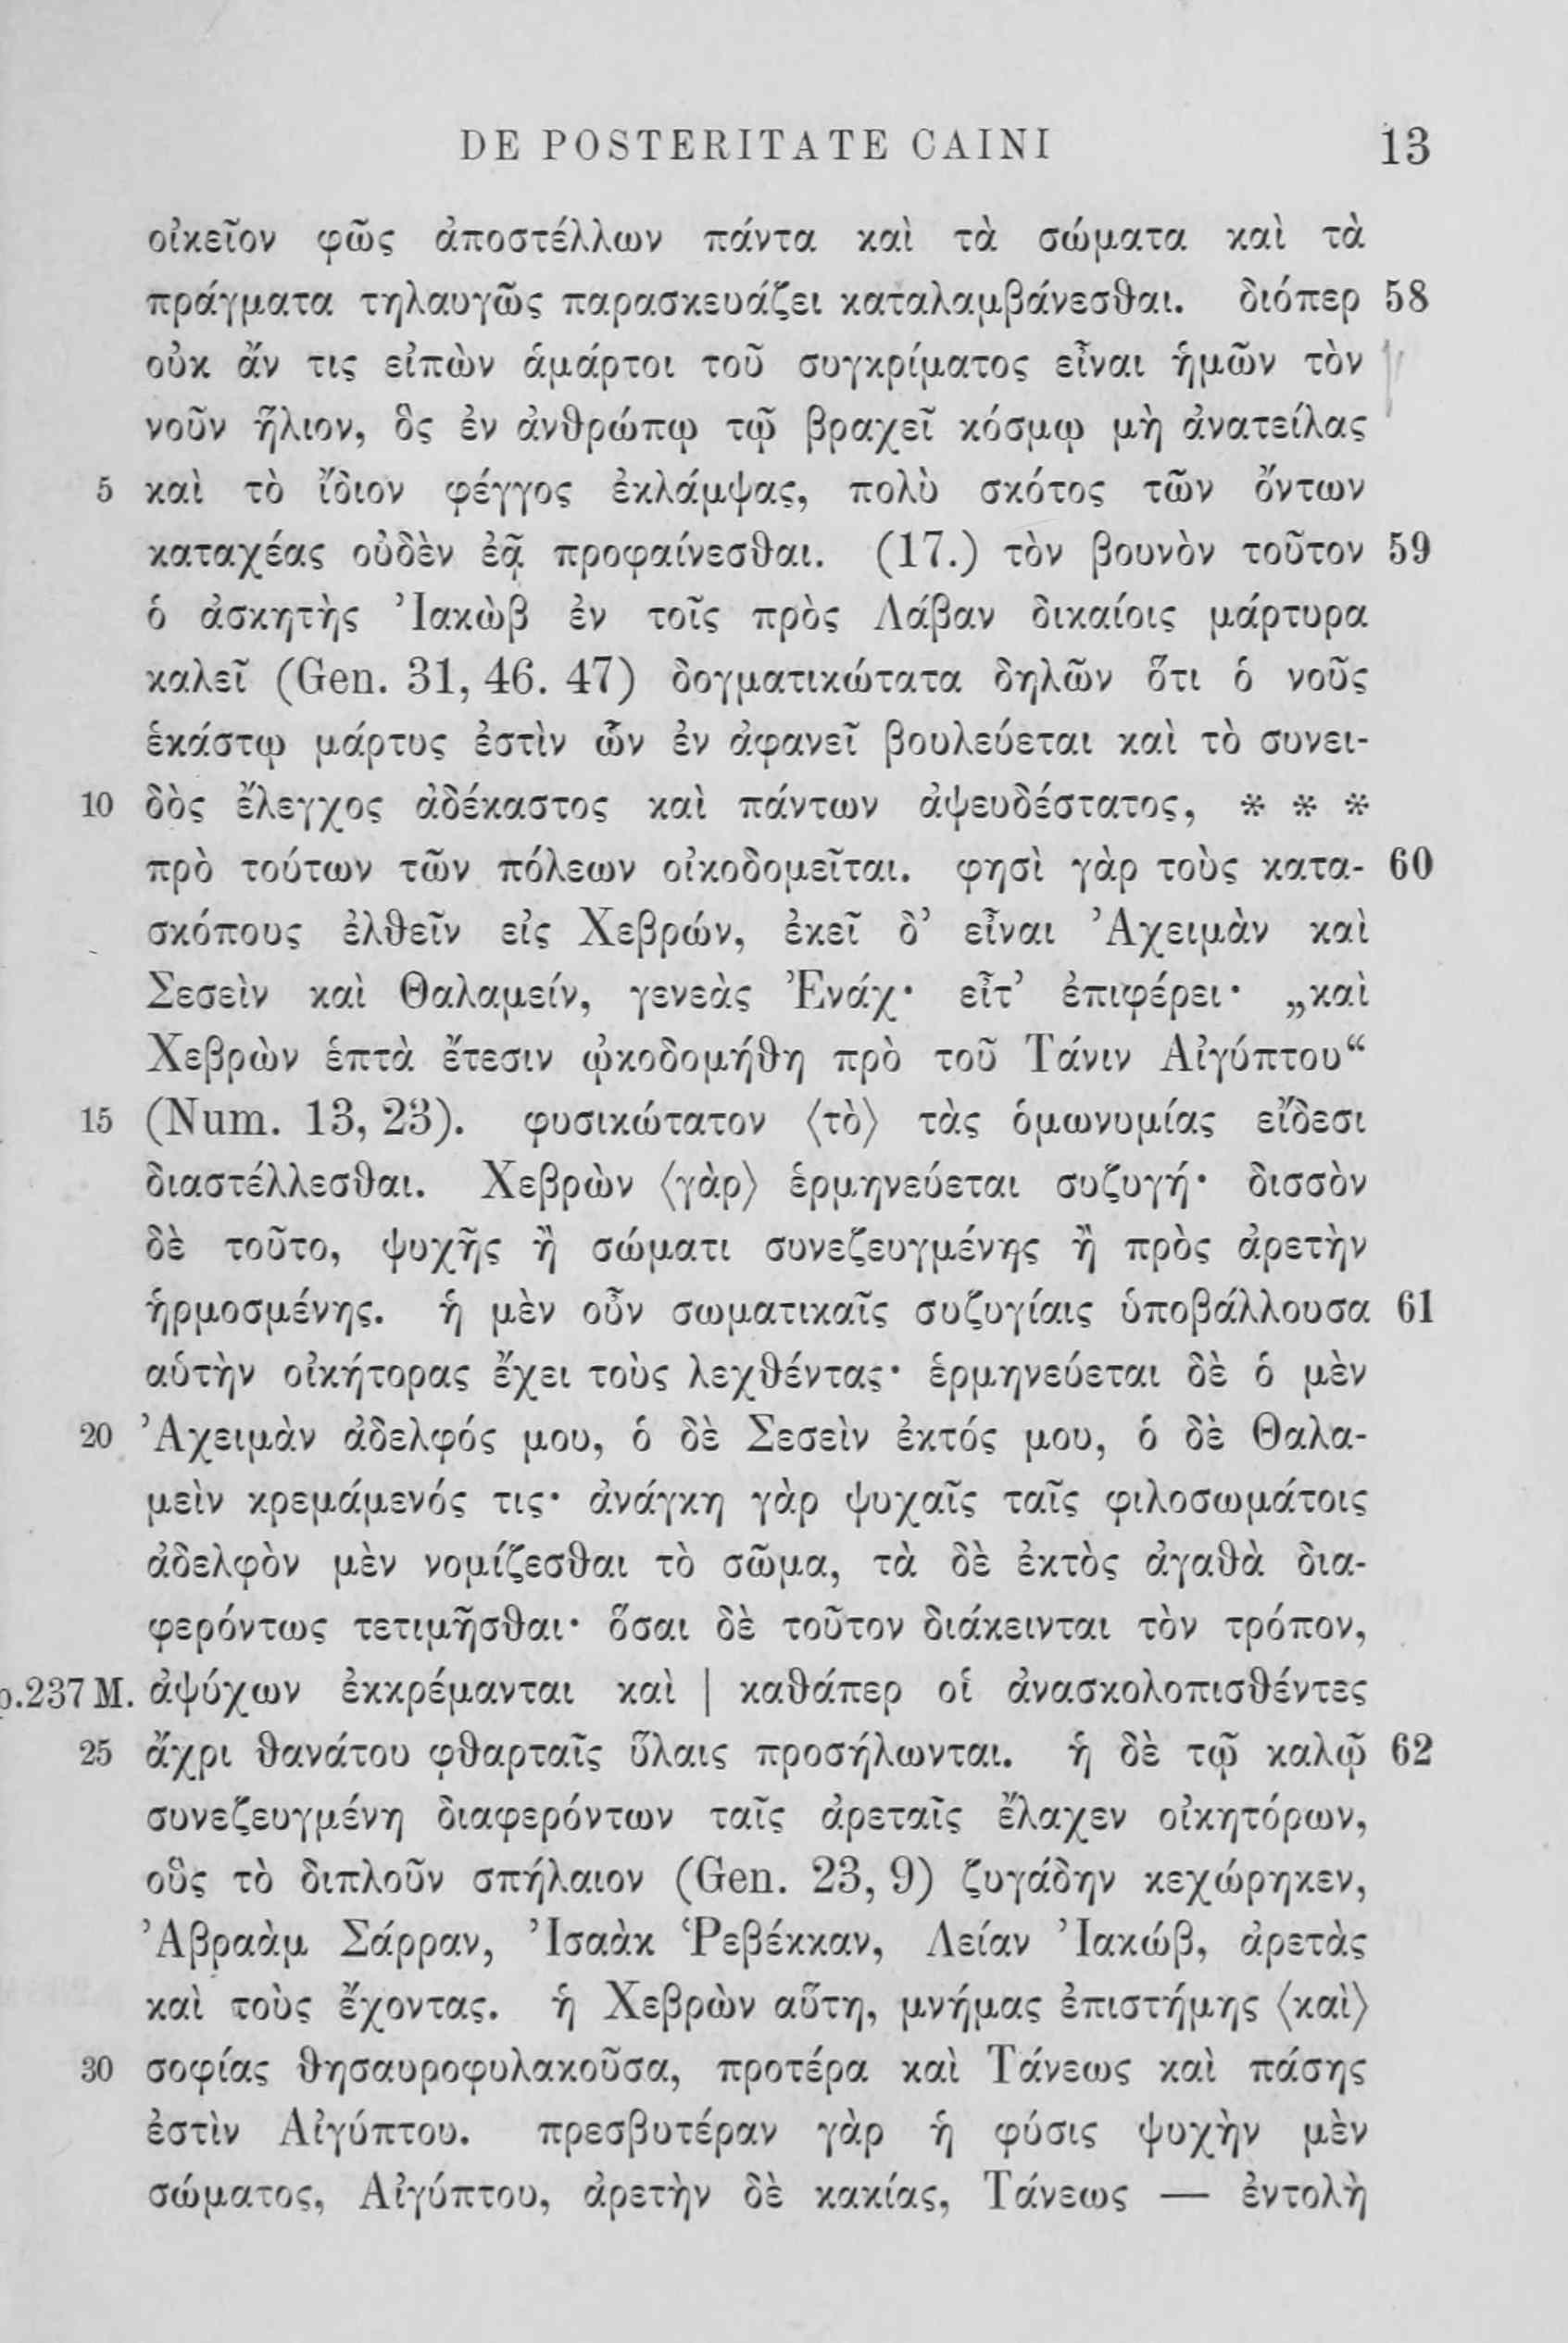 DE POSTERITATE CAINI 13
οἰκεῖον φῶς ἀποστέλλων πάντα καὶ τὰ σώματα καὶ τὰ
πράγματα τηλαυγῶς παρασκευάζει καταλαμβάνεσθαι. διόπερ 58
οὐκ ἄν τις εἰπὼν ἁμάρτοι τοῦ συγκρίματος εἶναι ἡμῶν τὸν
νοῦν ἥλιον, ὃς ἐν ἀνθρώπῳ τῷ βραχεῖ κόσμῳ μὴ ἀνατείλας
5 καὶ τὸ ἴδιον φέγγος ἐκλάμψας, πολὺ σκότος τῶν ὄντων
καταχέας οὐδὲν ἐᾷ προφαίνεσθαι. (17.) τὸν βουνὸν τοῦτον 59
ὁ ἀσκητὴς Ἰακὼβ ἐν τοῖς πρὸς Λάβαν δικαίοις μάρτυρα
καλεῖ (Gen. 31, 46. 47) δογματικώτατα δηλῶν ὅτι ὁ νοῦς
ἑκάστῳ μάρτυς ἐστὶν ὧν ἐν ἀφανεῖ βουλεύεται καὶ τὸ συνει-
10 δὸς ἔλεγχος ἀδέκαστος καὶ πάντων ἀψευδέστατος, * * *
πρὸ τούτων τῶν πόλεων οἰκοδομεῖται. φησὶ γὰρ τοὺς κατα- 60
σκόπους ἐλθεῖν εἰς Χεβρών, ἐκεῖ δ’ εἶναι Ἀχειμὰν καὶ
Σεσεὶν καὶ Θαλαμείν, γενεὰς Ἐνάχ· εἶτ’ ἐπιφέρει· „καὶ
Χεβρὼν ἑπτὰ ἔτεσιν ᾠκοδομήθη πρὸ τοῦ Τάνιν Αἰγύπτου“
15 (Num. 13, 23). φυσικώτατον ⟨τὸ⟩ τὰς ὁμωνυμίας εἴδεσι
διαστέλλεσθαι. Χεβρὼν ⟨γὰρ⟩ ἑρμηνεύεται συζυγή· δισσὸν
δὲ τοῦτο, ψυχῆς ἢ σώματι συνεζευγμένης ἢ πρὸς ἀρετὴν
ἡρμοσμένης. ἡ μὲν οὖν σωματικαῖς συζυγίαις ὑποβάλλουσα 61
αὑτὴν οἰκήτορας ἔχει τοὺς λεχθέντας· ἑρμηνεύεται δὲ ὁ μὲν
20 Ἀχειμὰν ἀδελφός μου, ὁ δὲ Σεσεὶν ἐκτός μου, ὁ δὲ Θαλα-
μεὶν κρεμάμενός τις· ἀνάγκη γὰρ ψυχαῖς ταῖς φιλοσωμάτοις
ἀδελφὸν μὲν νομίζεσθαι τὸ σῶμα, τὰ δὲ ἐκτὸς ἀγαθὰ δια-
φερόντως τετιμῆσθαι· ὅσαι δὲ τοῦτον διάκεινται τὸν τρόπον,
p.237 M. ἀψύχων ἐκκρέμανται καὶ | καθάπερ οἱ ἀνασκολοπισθέντες
25 ἄχρι θανάτου φθαρταῖς ὕλαις προσήλωνται. ἡ δὲ τῷ καλῷ 62
συνεζευγμένη διαφερόντων ταῖς ἀρεταῖς ἔλαχεν οἰκητόρων,
οὓς τὸ διπλοῦν σπήλαιον (Gen. 23, 9) ζυγάδην κεχώρηκεν,
Ἀβραὰμ Σάρραν, Ἰσαὰκ Ῥεβέκκαν, Λείαν Ἰακώβ, ἀρετὰς
καὶ τοὺς ἔχοντας. ἡ Χεβρὼν αὕτη, μνήμας ἐπιστήμης ⟨καὶ⟩
30 σοφίας θησαυροφυλακοῦσα, προτέρα καὶ Τάνεως καὶ πάσης
ἐστὶν Αἰγύπτου. πρεσβυτέραν γὰρ ἡ φύσις ψυχὴν μὲν
σώματος, Αἰγύπτου, ἀρετὴν δὲ κακίας, Τάνεως — ἐντολὴ